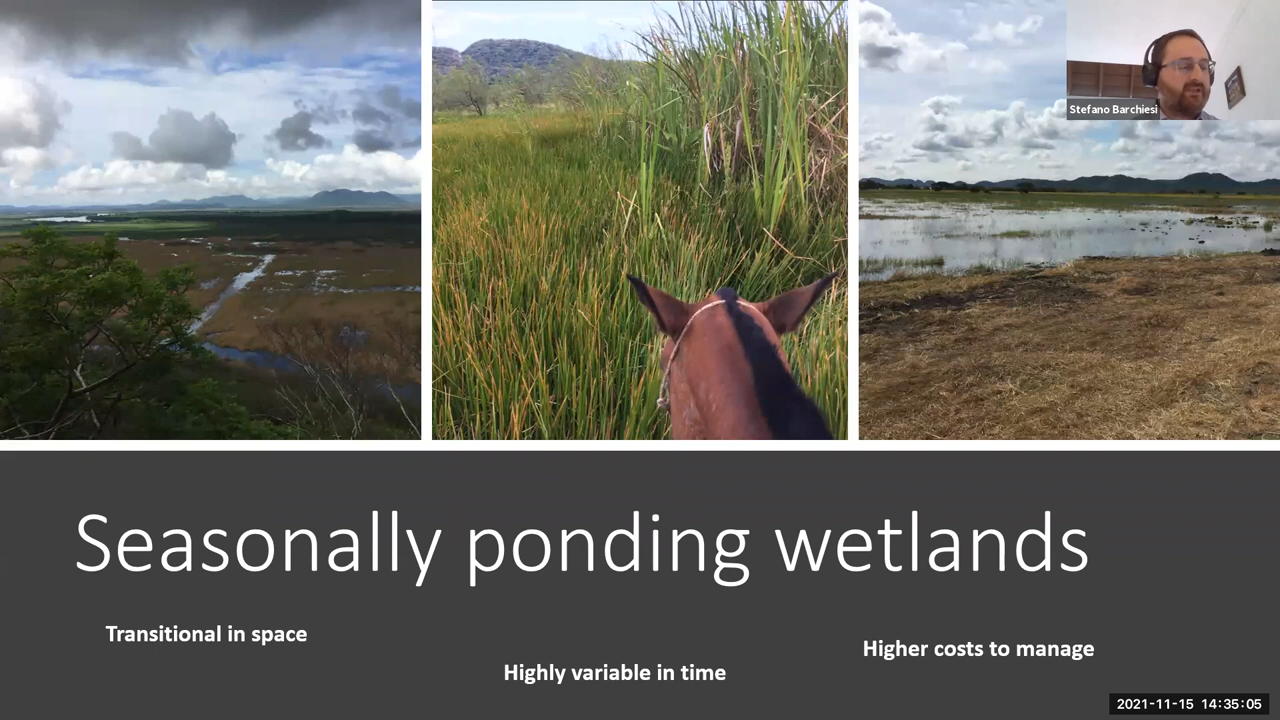 Stefano Barchiesi
Seasonally ponding wetlands
Transitional in space
Highly variable in time
Higher costs to manage
2021-11-15 14:35:05